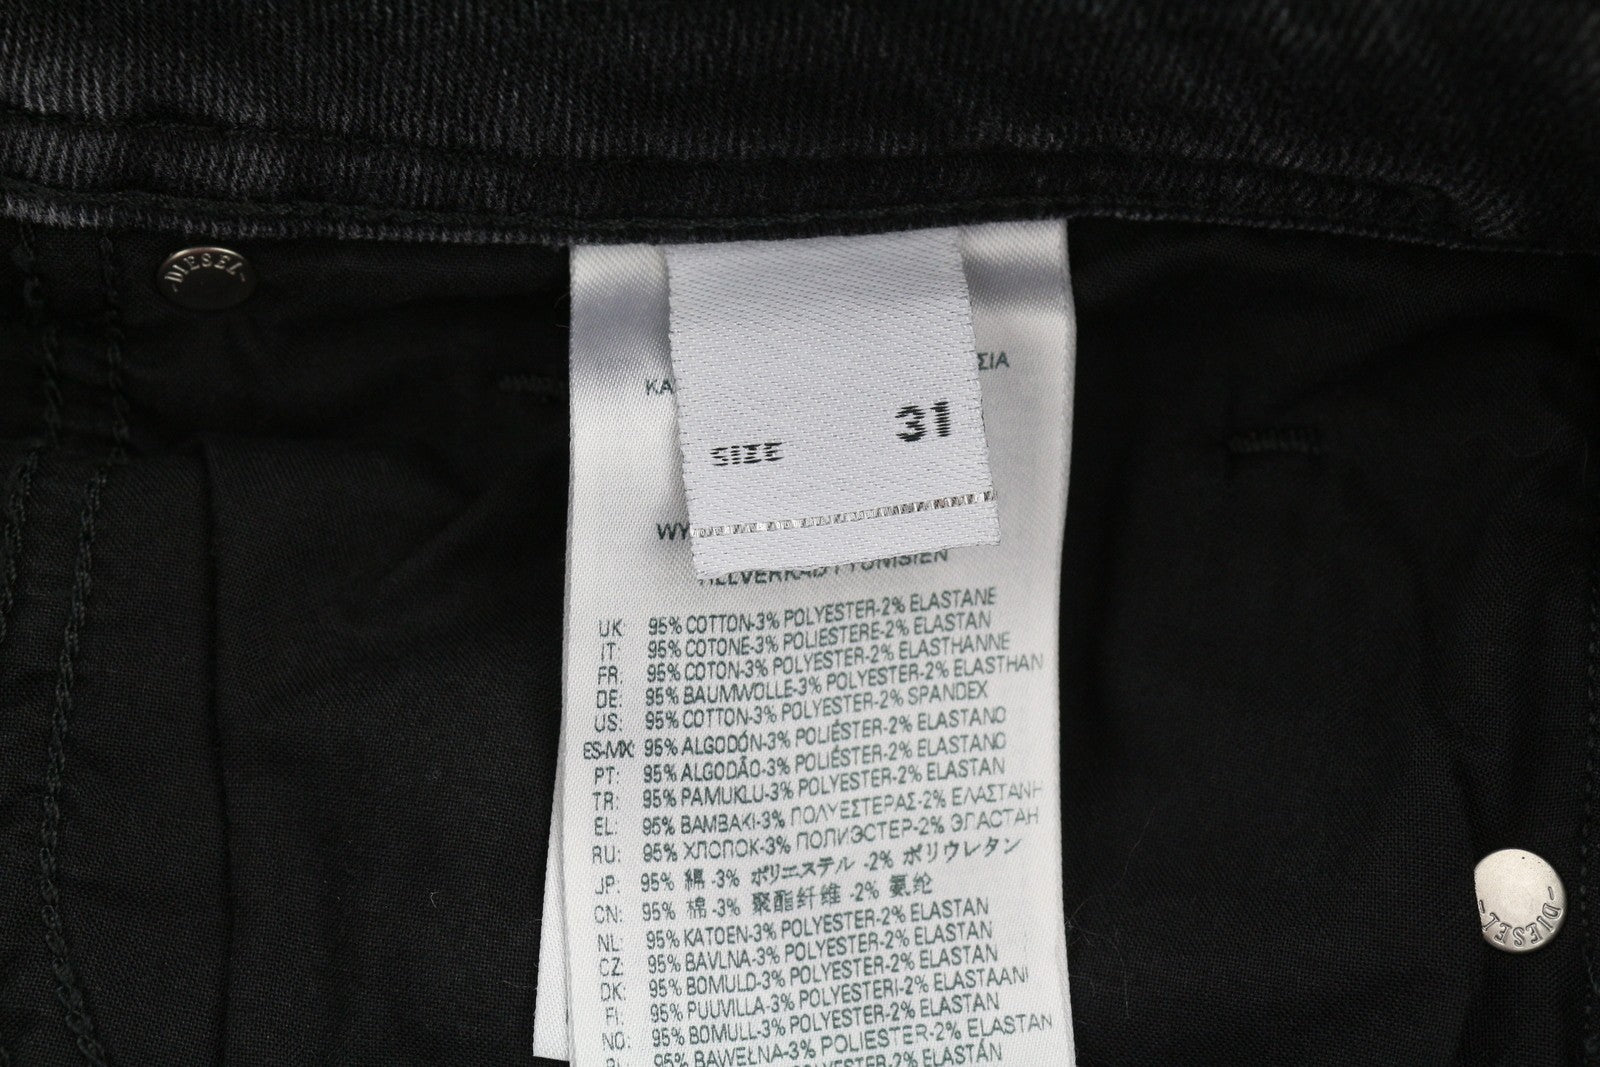 DIESEL
ΣΙΑ
ΚΑ
31
SIZE
WY
TILLVERKAD I TUNISIEN
UK: 95% COTTON-3% POLYESTER-2% ELASTANE
IT: 95% COTONE-3% POLIESTERE-2% ELASTAN
FR: 95% COTON-3% POLYESTER-2% ELASTHANNE
DE: 95% BAUMWOLLE-3% POLYESTER-2% ELASTHAN
US: 95% COTTON-3% POLYESTER-2% SPANDEX
ES-MX: 95% ALGODÓN-3% POLIÉSTER-2% ELASTANO
PT: 95% ALGODÃO-3% POLIÉSTER-2% ELASTANO
TR: 95% PAMUKLU-3% POLYESTER-2% ELASTAN
EL: 95% ΒΑΜΒΑΚΙ-3% ΠΟΛΥΕΣΤΕΡΑΣ-2% ΕΛΑΣΤΑΝΗ
RU: 95% ХЛОПОК-3% ПОЛИЭСТЕР-2% ЭЛАСТАН
JP: 95% 綿 -3% ポリエステル -2% ポリウレタン
CN: 95% 棉 -3% 聚酯纤维 -2% 氨纶
NL: 95% KATOEN-3% POLYESTER-2% ELASTAN
CZ: 95% BAVLNA-3% POLYESTER-2% ELASTAN
DK: 95% BOMULD-3% POLYESTER-2% ELASTAN
FI: 95% PUUVILLA-3% POLYESTERI-2% ELASTAANI
NO: 95% BOMULL-3% POLYESTER-2% ELASTAN
95% BAWEŁNA-3% POLIESTER-2% ELASTAN
DIESEL